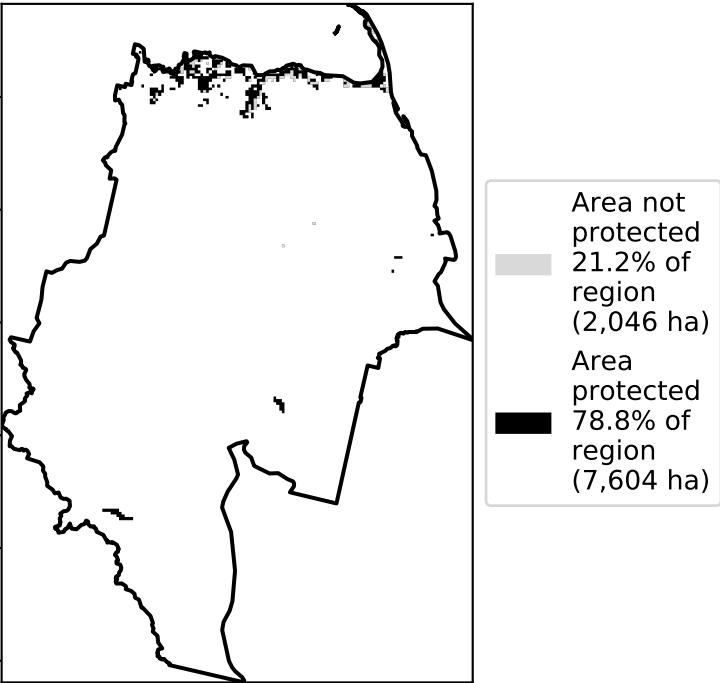 Area not
protected
21.2% of
region
(2,046 ha)
Area
protected
78.8% of
region
(7,604 ha)